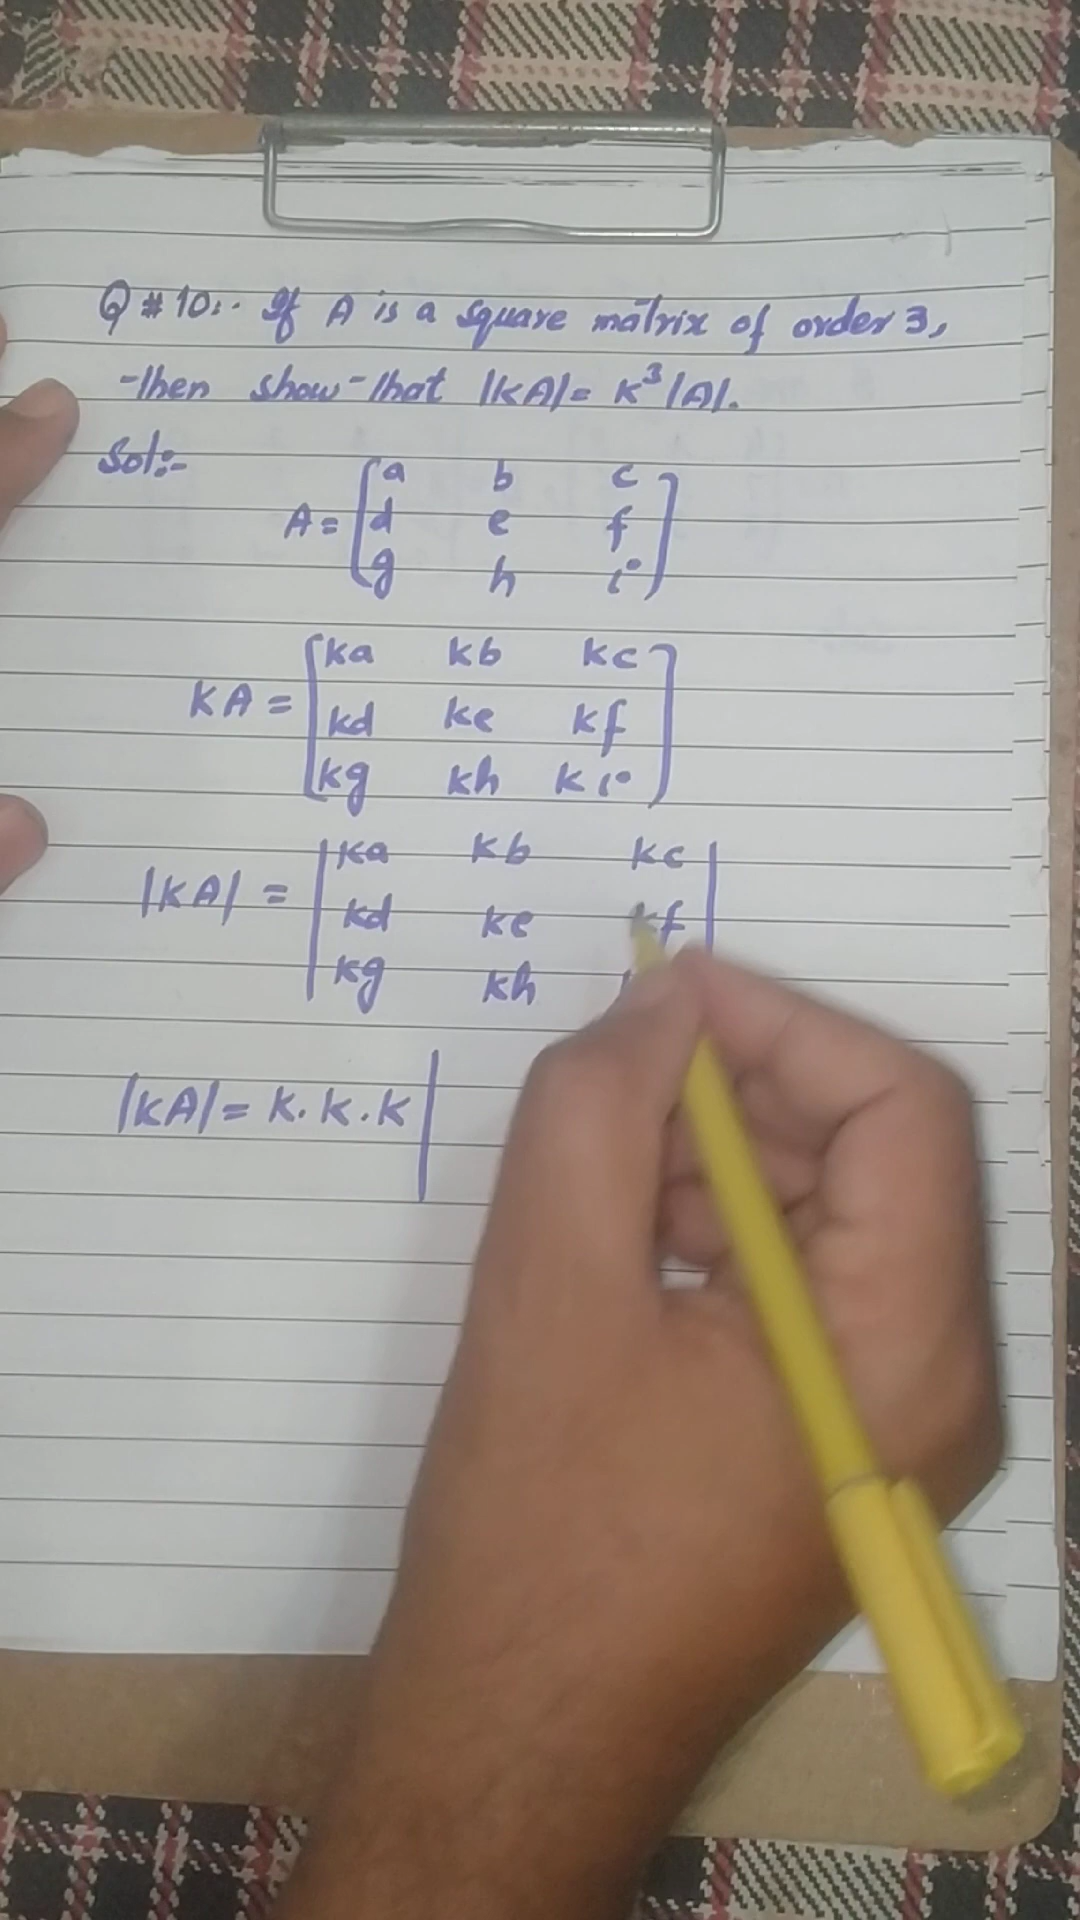 Q # 10:- If A is a square matrix of order 3,
then show that |kA| = k³|A|.
Sol:-
A = [a b c
d e f
g h i]
KA = [ka kb kc
kd ke kf
kg kh ki]
|KA| = |ka kb kc|
kd ke kf
kg kh
|KA| = K.K.K|